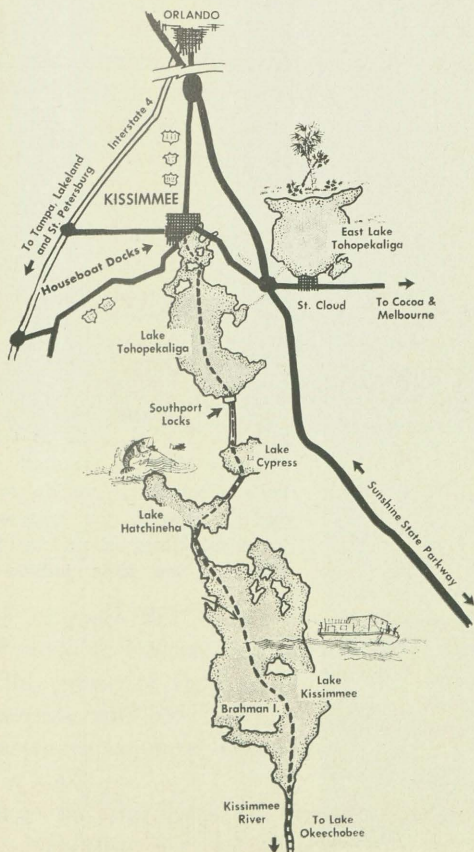 ORLANDO
Interstate 4
To Tampa, Lakeland
and St. Petersburg
KISSIMMEE
East Lake
Tohopekaliga
Houseboat Docks
St. Cloud
To Cocoa &
Melbourne
Lake
Tohopekaliga
Southport
Locks
Lake
Cypress
Lake
Hatchineha
Sunshine State Parkway
Lake
Kissimmee
Brahman I.
Kissimmee
River
To Lake
Okeechobee